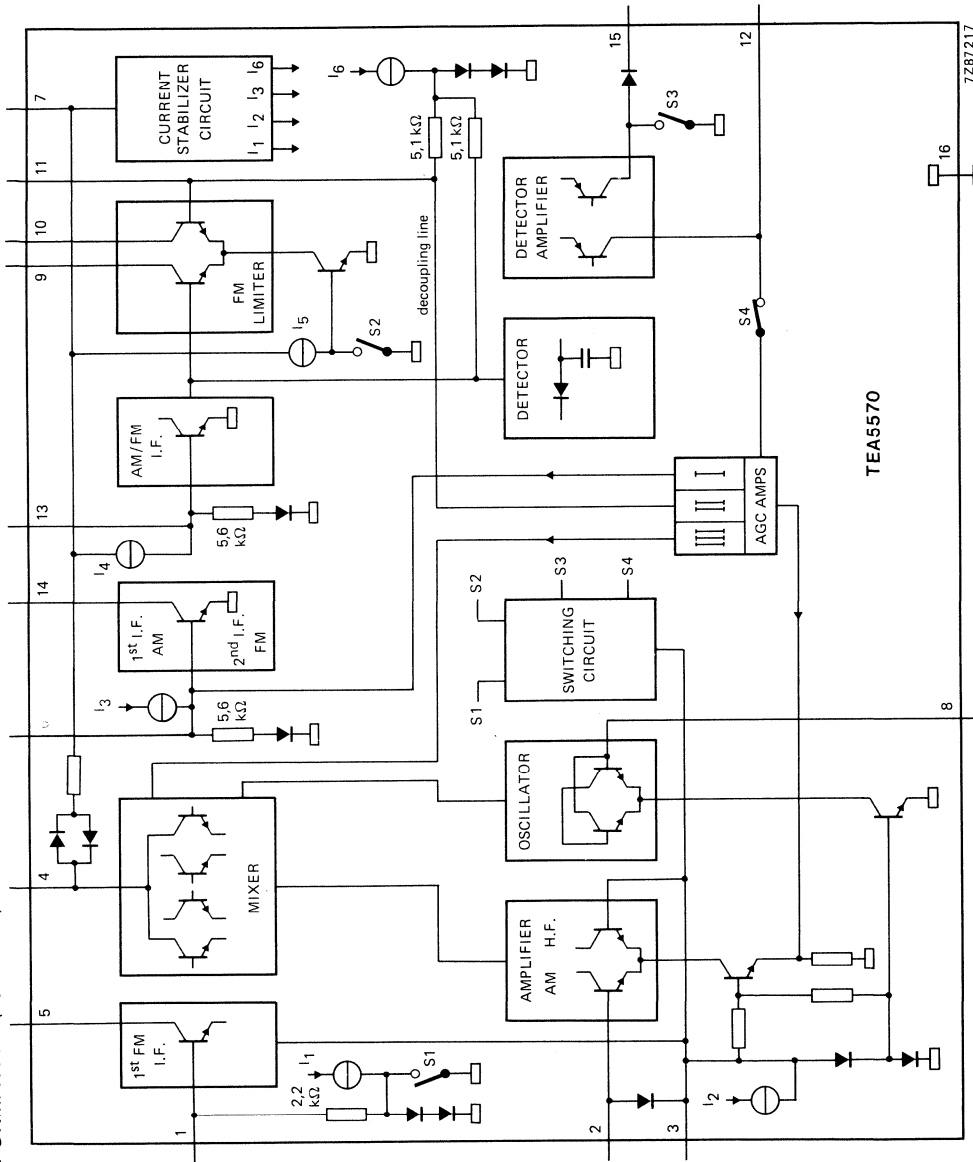 7
11
10
9
13
14
4
5
CURRENT
STABILIZER
CIRCUIT
I1 I2 I3 I6
FM
LIMITER
I5
S2
AM/FM
I.F.
5,6
kΩ
I4
1st I.F.
AM
2nd I.F.
FM
I3
5,6
kΩ
MIXER
1st FM
I.F.
2,2
kΩ
I1
S1
1
I6
5,1 kΩ
5,1 kΩ
decoupling line
15
S3
DETECTOR
AMPLIFIER
12
DETECTOR
S4
III II I
AGC AMPS
TEA5570
S1
S2
S3
S4
SWITCHING
CIRCUIT
OSCILLATOR
8
AMPLIFIER
AM H.F.
2
3
I2
16
7Z87217